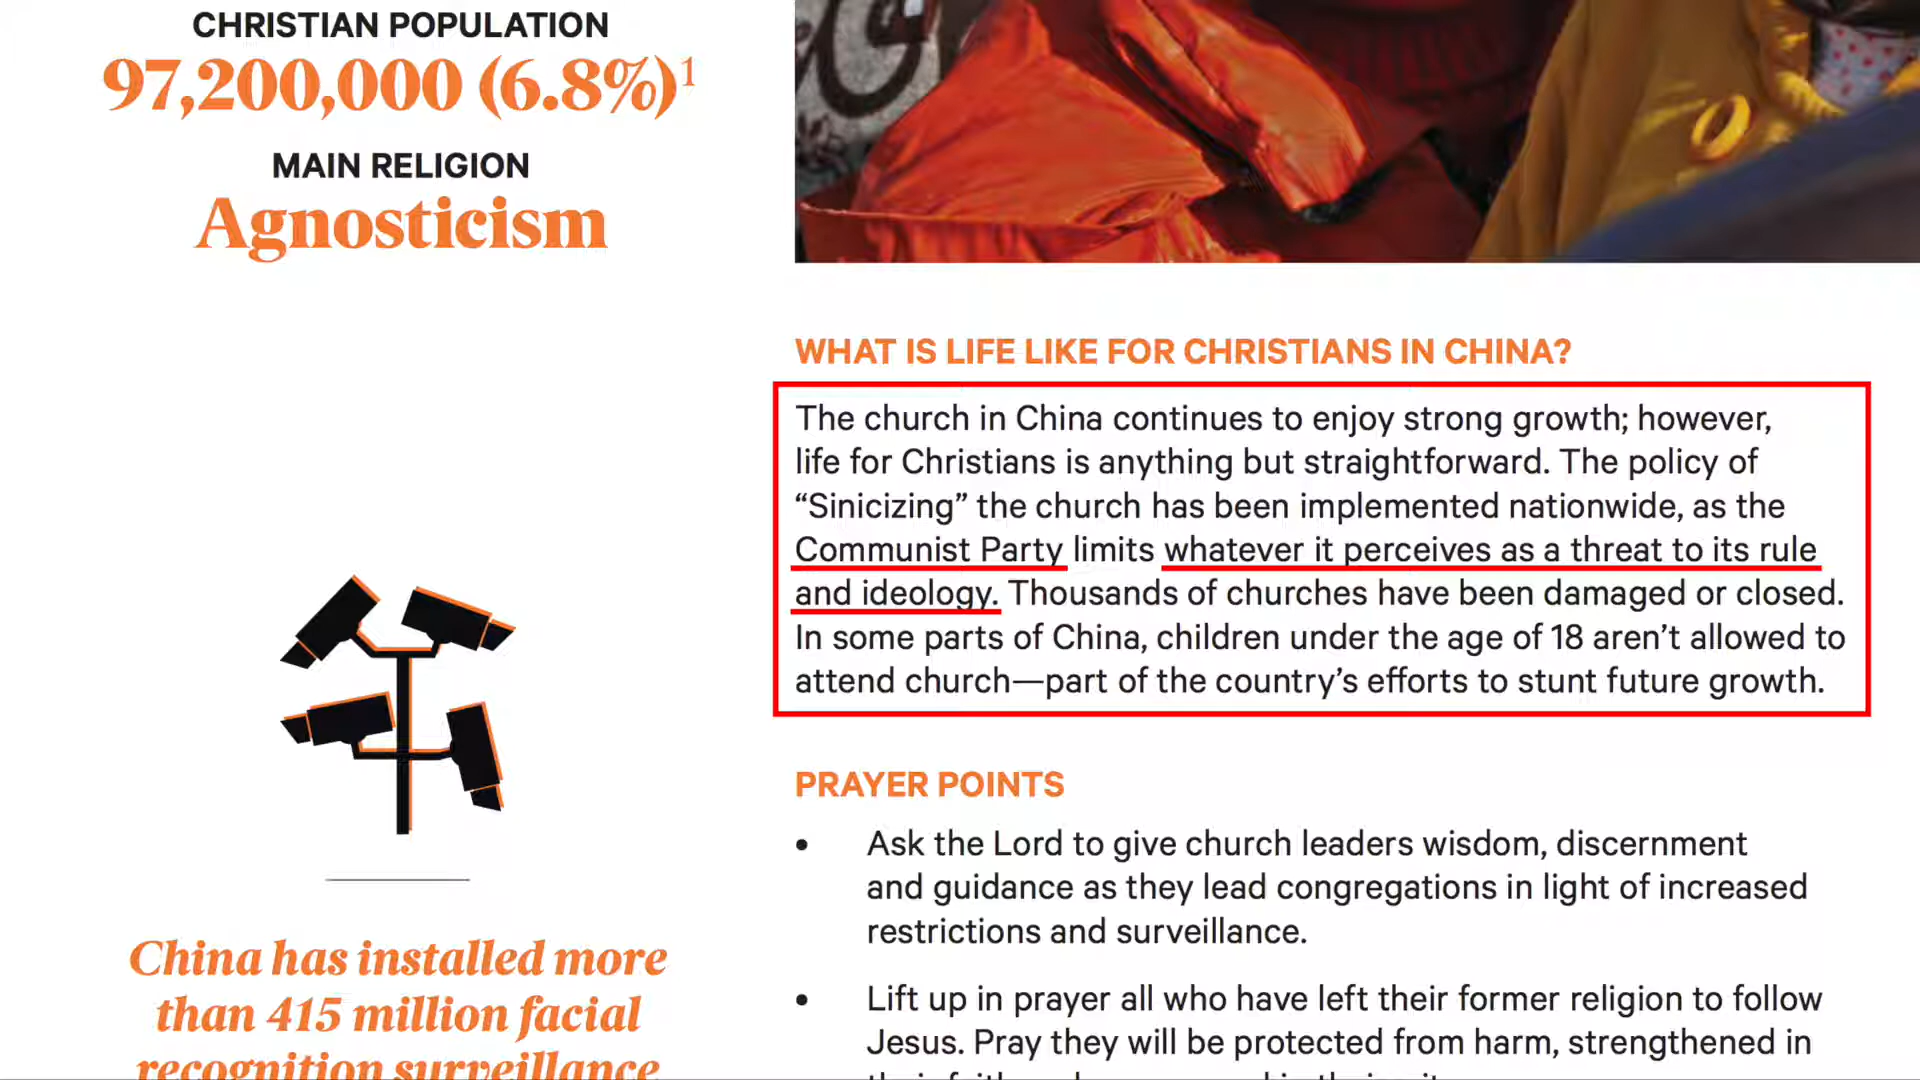 CHRISTIAN POPULATION
97,200,000 (6.8%)1
MAIN RELIGION
Agnosticism
China has installed more
than 415 million facial
recognition surveillance
WHAT IS LIFE LIKE FOR CHRISTIANS IN CHINA?
The church in China continues to enjoy strong growth; however,
life for Christians is anything but straightforward. The policy of
“Sinicizing” the church has been implemented nationwide, as the
Communist Party limits whatever it perceives as a threat to its rule
and ideology. Thousands of churches have been damaged or closed.
In some parts of China, children under the age of 18 aren’t allowed to
attend church—part of the country’s efforts to stunt future growth.
PRAYER POINTS
• Ask the Lord to give church leaders wisdom, discernment
and guidance as they lead congregations in light of increased
restrictions and surveillance.
• Lift up in prayer all who have left their former religion to follow
Jesus. Pray they will be protected from harm, strengthened in